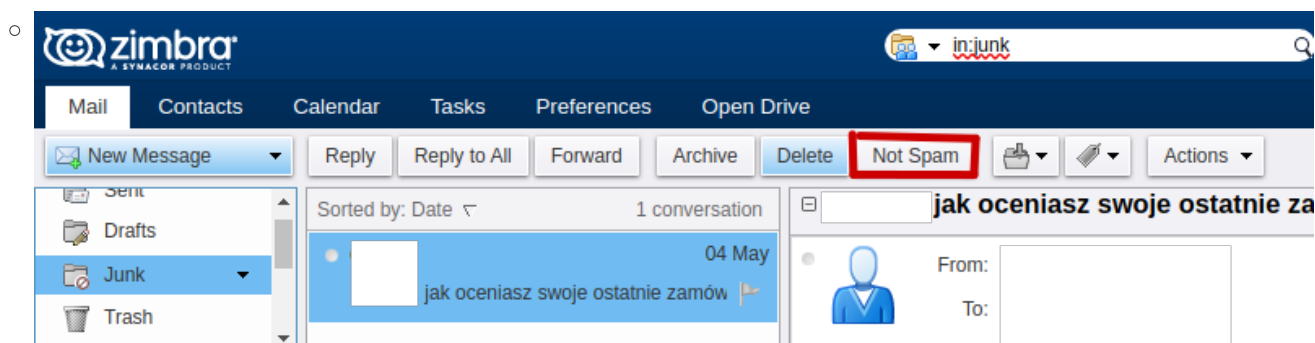 zimbra
A SYNACOR PRODUCT
in:junk
Mail Contacts Calendar Tasks Preferences Open Drive
New Message Reply Reply to All Forward Archive Delete Not Spam Actions
Sent
Drafts
Junk
Trash
Sorted by: Date 1 conversation
04 May
jak oceniasz swoje ostatnie zamów
jak oceniasz swoje ostatnie za
From:
To: